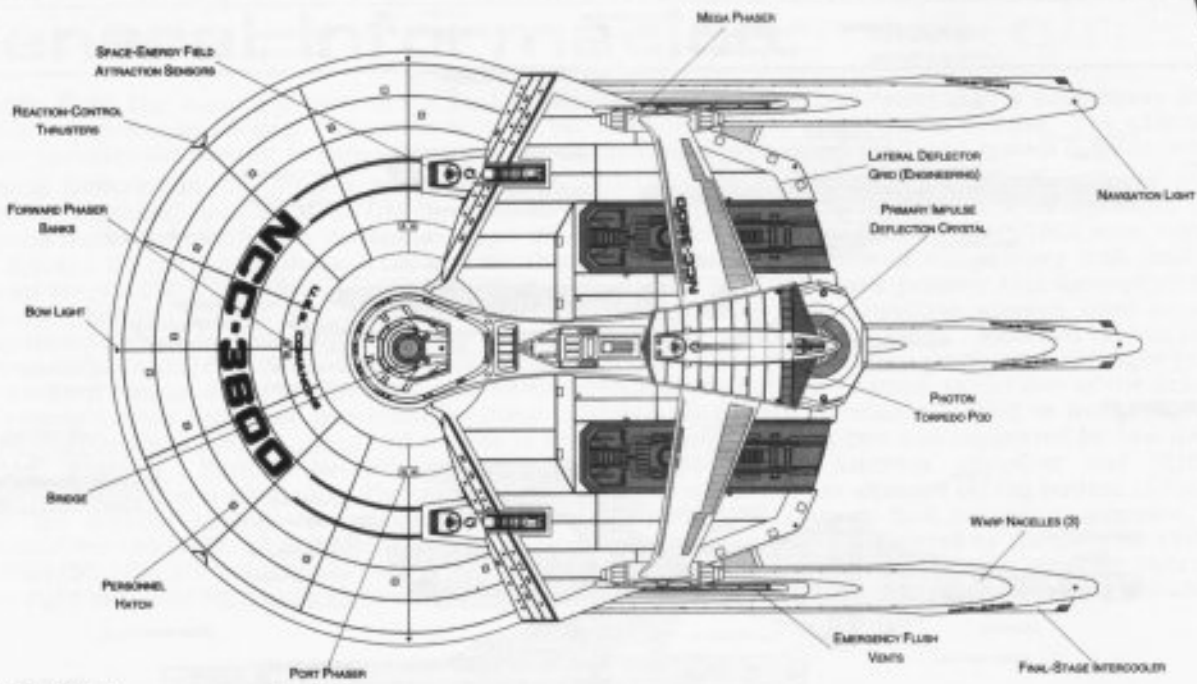 MEGA PHASER
SPACE-ENERGY FIELD
ATTRACTION SENSORS
REACTION-CONTROL
THRUSTERS
LATERAL DEFLECTOR
GRID (ENGINEERING)
NAVIGATION LIGHT
FORWARD PHASER
BANKS
PRIMARY IMPULSE
DEFLECTION CRYSTAL
NCC-3800
NCC-3800
U.S.S.
BOW LIGHT
PHOTON
TORPEDO POD
BRIDGE
WARP NACELLES (3)
PERSONNEL
HATCH
EMERGENCY FLUSH
VENTS
PORT PHASER
FINAL-STAGE INTERCOOLER